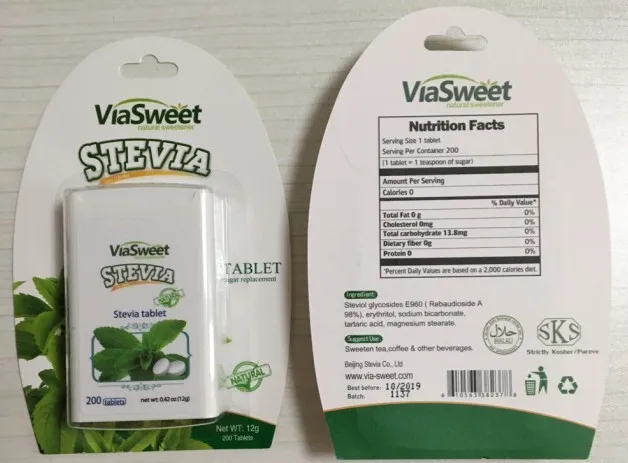 ViaSweet
natural sweetener
STEVIA
ViaSweet
STEVIA
Stevia tablet
200 tablets
net wt: 0.42 oz (12g)
TABLET
sugar replacement
NATURAL
Net WT: 12g
200 Tablets
ViaSweet
natural sweetener
Nutrition Facts
Serving Size 1 tablet
Serving Per Container 200
(1 tablet = 1 teaspoon of sugar)
Amount Per Serving
Calories 0
% Daily Value*
Total Fat 0 g 0%
Cholesterol 0mg 0%
Total carbohydrate 13.8mg 0%
Dietary fiber 0g 0%
Protein 0 0%
*Percent Daily Values are based on a 2,000 calories diet.
Ingredient:
Steviol glycosides E960 ( Rebaudioside A
98%), erythritol, sodium bicarbonate,
tartaric acid, magnesium stearate.
Suggest Use:
Sweeten tea,coffee & other beverages.
Beijing Stevia Co., Ltd
www.via-sweet.com
Best before: 10/2019
Batch: 1137
HALAL
SKS
Strictly Kosher/Pareve